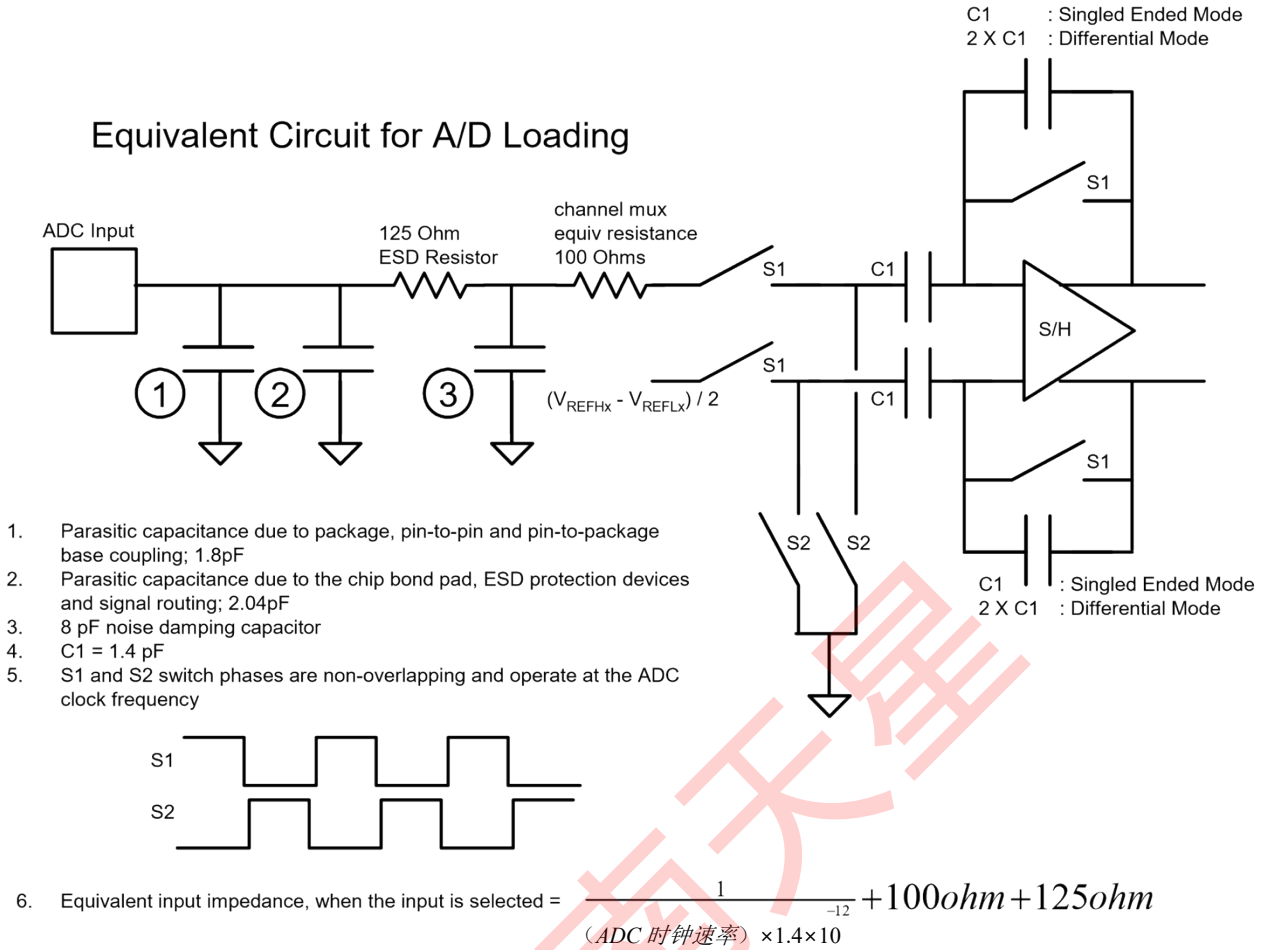 C1 : Singled Ended Mode
2 X C1 : Differential Mode
Equivalent Circuit for A/D Loading
S1
channel mux
equiv resistance
100 Ohms
ADC Input
125 Ohm
ESD Resistor
S1
C1
S/H
S1
1
2
3
(VREFHx - VREFLx) / 2
C1
S1
S2
S2
C1 : Singled Ended Mode
2 X C1 : Differential Mode
1. Parasitic capacitance due to package, pin-to-pin and pin-to-package
base coupling; 1.8pF
2. Parasitic capacitance due to the chip bond pad, ESD protection devices
and signal routing; 2.04pF
3. 8 pF noise damping capacitor
4. C1 = 1.4 pF
5. S1 and S2 switch phases are non-overlapping and operate at the ADC
clock frequency
S1
S2
6. Equivalent input impedance, when the input is selected =
1
(ADC 时钟速率) ×1.4×10 -12
+100ohm+125ohm
南天星